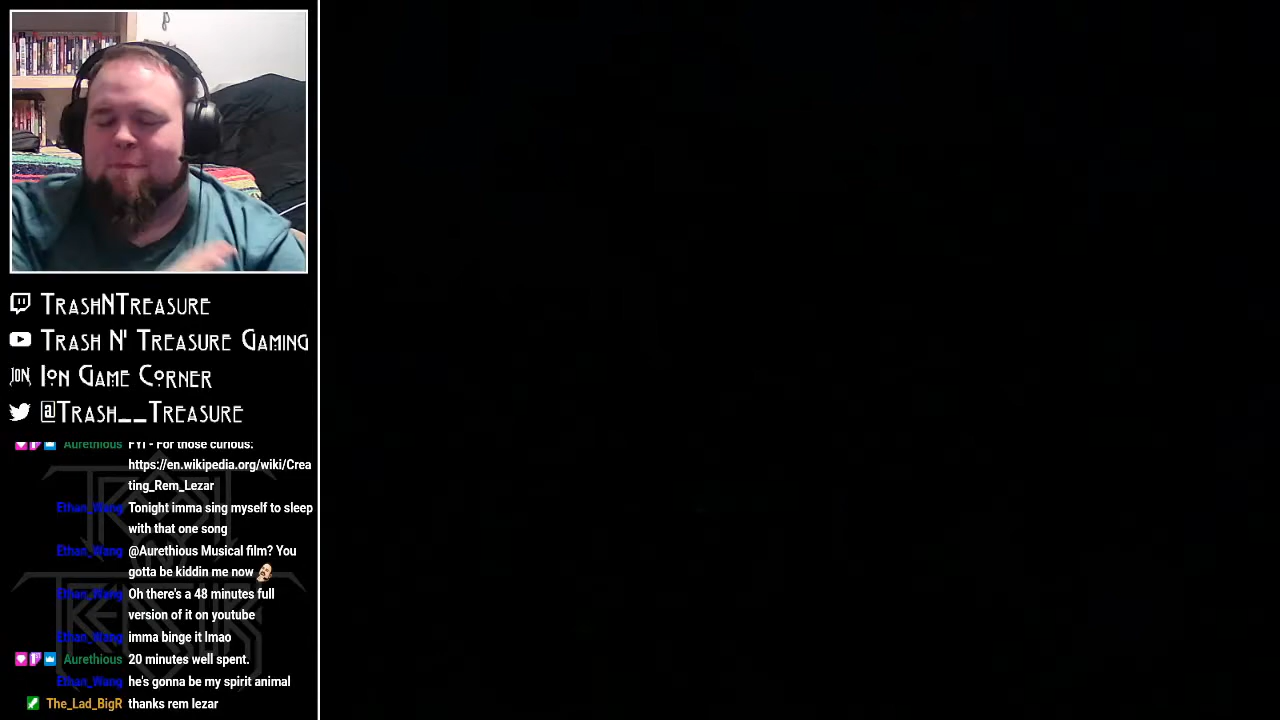 TrashNTreasure
Trash N' Treasure Gaming
Ion Game Corner
@Trash__Treasure
Aurethious FYI - For those curious:
https://en.wikipedia.org/wiki/Crea
ting_Rem_Lezar
Ethan_Wang Tonight imma sing myself to sleep
with that one song
Ethan_Wang @Aurethious Musical film? You
gotta be kiddin me now
Ethan_Wang Oh there's a 48 minutes full
version of it on youtube
Ethan_Wang imma binge it lmao
Aurethious 20 minutes well spent.
Ethan_Wang he's gonna be my spirit animal
The_Lad_BigR thanks rem lezar